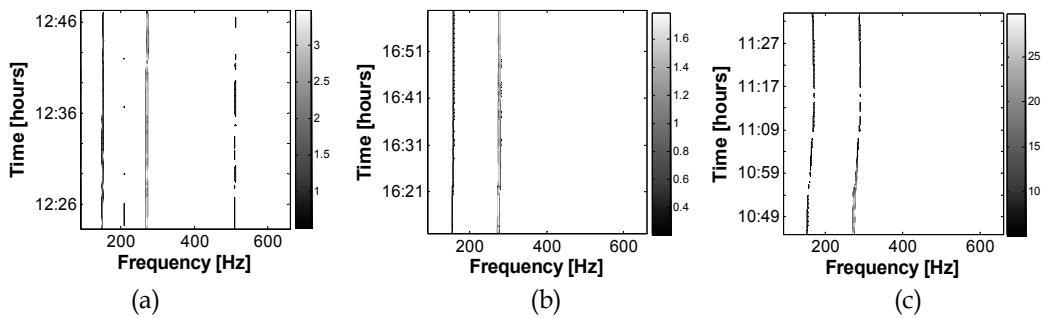 12:46
12:36
12:26
Time [hours]
200 400 600
Frequency [Hz]
3
2.5
2
1.5
1
(a)
16:51
16:41
16:31
16:21
Time [hours]
200 400 600
Frequency [Hz]
1.6
1.4
1.2
1
0.8
0.6
0.4
(b)
11:27
11:17
11:09
10:59
10:49
Time [hours]
200 400 600
Frequency [Hz]
25
20
15
10
(c)